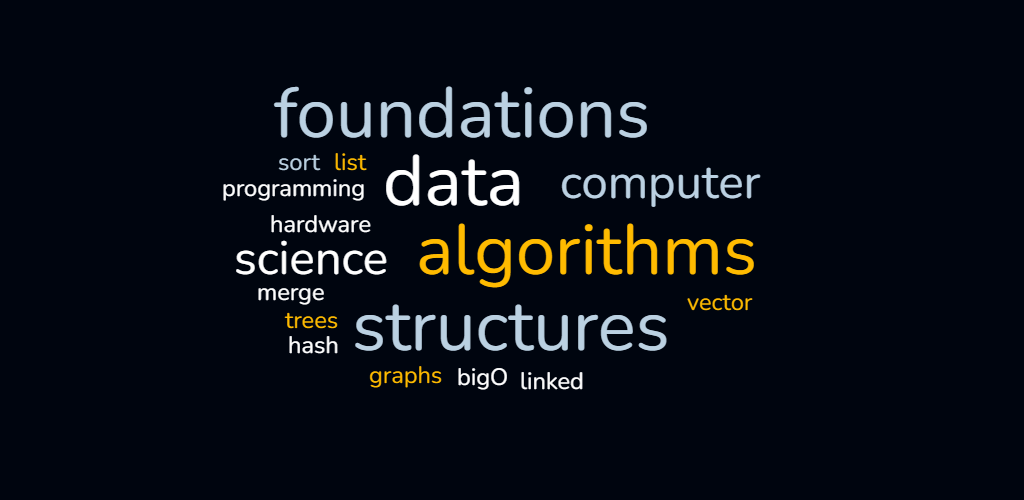 foundations
sort list
programming
data
computer
hardware
science
algorithms
merge
vector
trees
structures
hash
graphs bigO linked